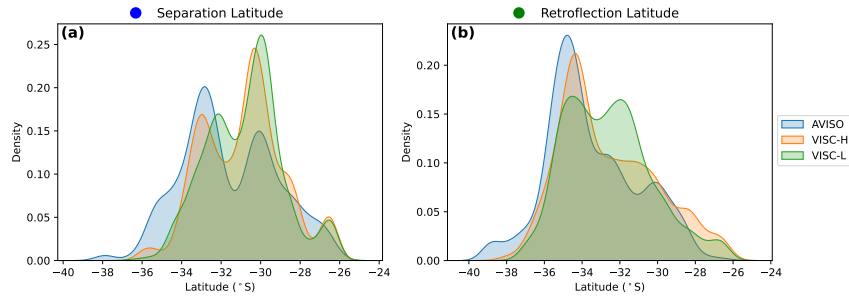 Separation Latitude
(a)
Density
0.25
0.20
0.15
0.10
0.05
0.00
−40 −38 −36 −34 −32 −30 −28 −26 −24
Latitude (°S)
Retroflection Latitude
(b)
Density
0.20
0.15
0.10
0.05
0.00
−40 −38 −36 −34 −32 −30 −28 −26 −24
Latitude (°S)
AVISO
VISC-H
VISC-L